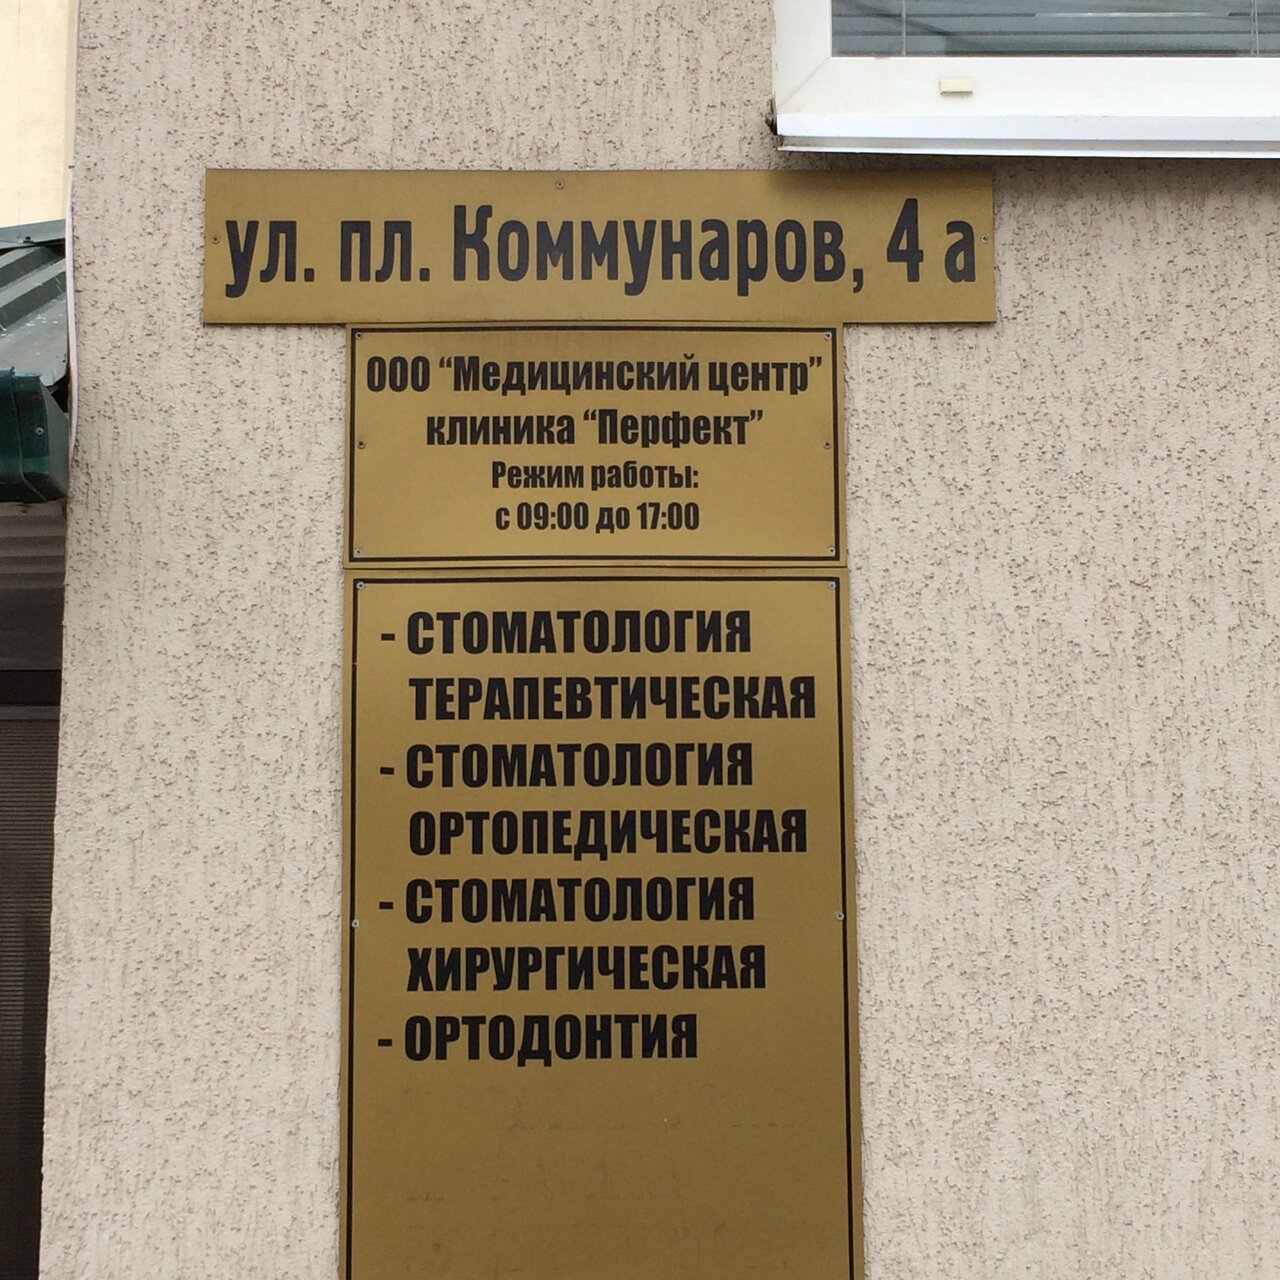 ул. пл. Коммунаров, 4 а
ООО “Медицинский центр”
клиника “Перфект”
Режим работы:
с 09:00 до 17:00
- СТОМАТОЛОГИЯ
ТЕРАПЕВТИЧЕСКАЯ
- СТОМАТОЛОГИЯ
ОРТОПЕДИЧЕСКАЯ
- СТОМАТОЛОГИЯ
ХИРУРГИЧЕСКАЯ
- ОРТОДОНТИЯ